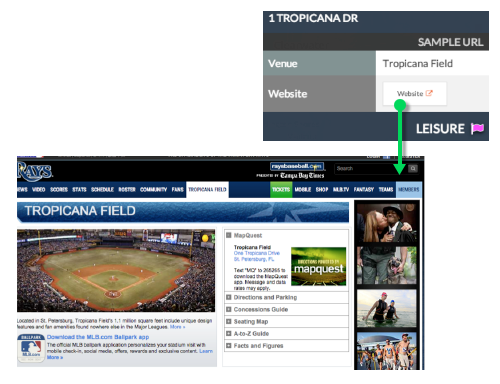 1 TROPICANA DR
SAMPLE URL
Venue
Tropicana Field
Website
Website
LEISURE
RAYS
raysbaseball.com
Search
PRESENTED BY Tampa Bay Times
NEWS VIDEO SCORES STATS SCHEDULE ROSTER COMMUNITY FANS TROPICANA FIELD TICKETS MOBILE SHOP MLB.TV FANTASY TEAMS MEMBERS
TROPICANA FIELD
MapQuest
Tropicana Field
One Tropicana Drive
St. Petersburg, FL
Text "MQ" to 268266 to
download the MapQuest
app. Message and data
rates may apply.
DIRECTIONS POWERED BY
mapquest
Directions and Parking
Concessions Guide
Seating Map
A-to-Z Guide
Facts and Figures
Located in St. Petersburg, Tropicana Field's 1.1 million square feet include unique design
features and fan amenities found nowhere else in the Major Leagues. More »
BALLPARK
MLB.com
Download the MLB.com Ballpark app
The official MLB ballpark application personalizes your stadium visit with
mobile check-in, social media, offers, rewards and exclusive content. Learn
More »